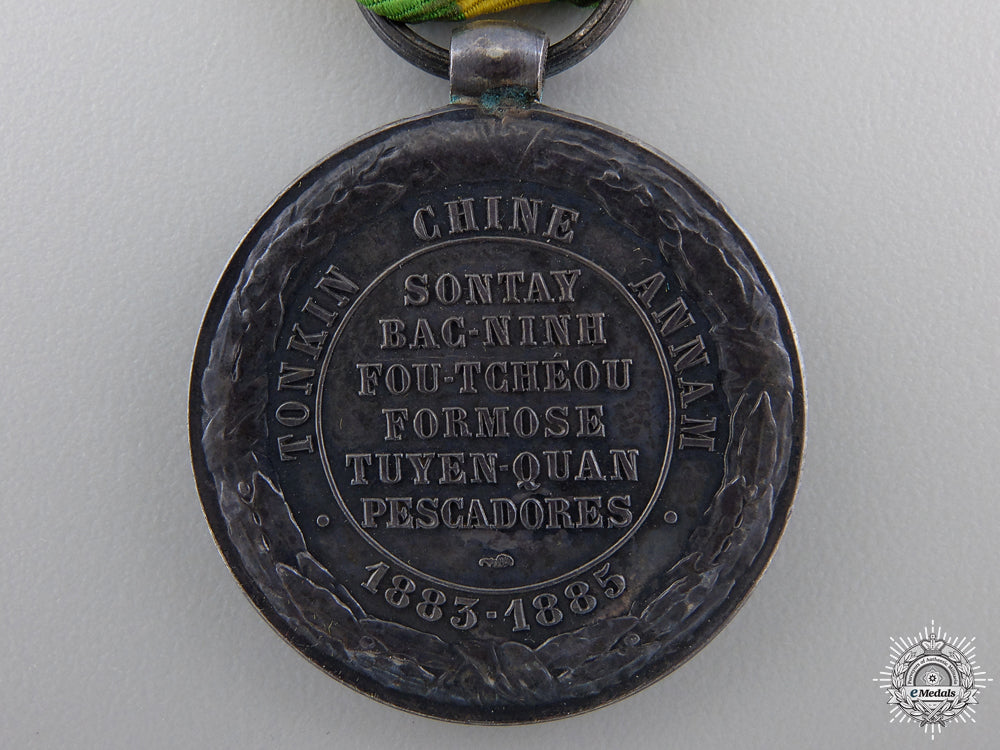 TONKIN CHINE ANNAM
SONTAY
BAC-NINH
FOU-TCHÉOU
FORMOSE
TUYEN-QUAN
PESCADORES
1883-1885
eMedals